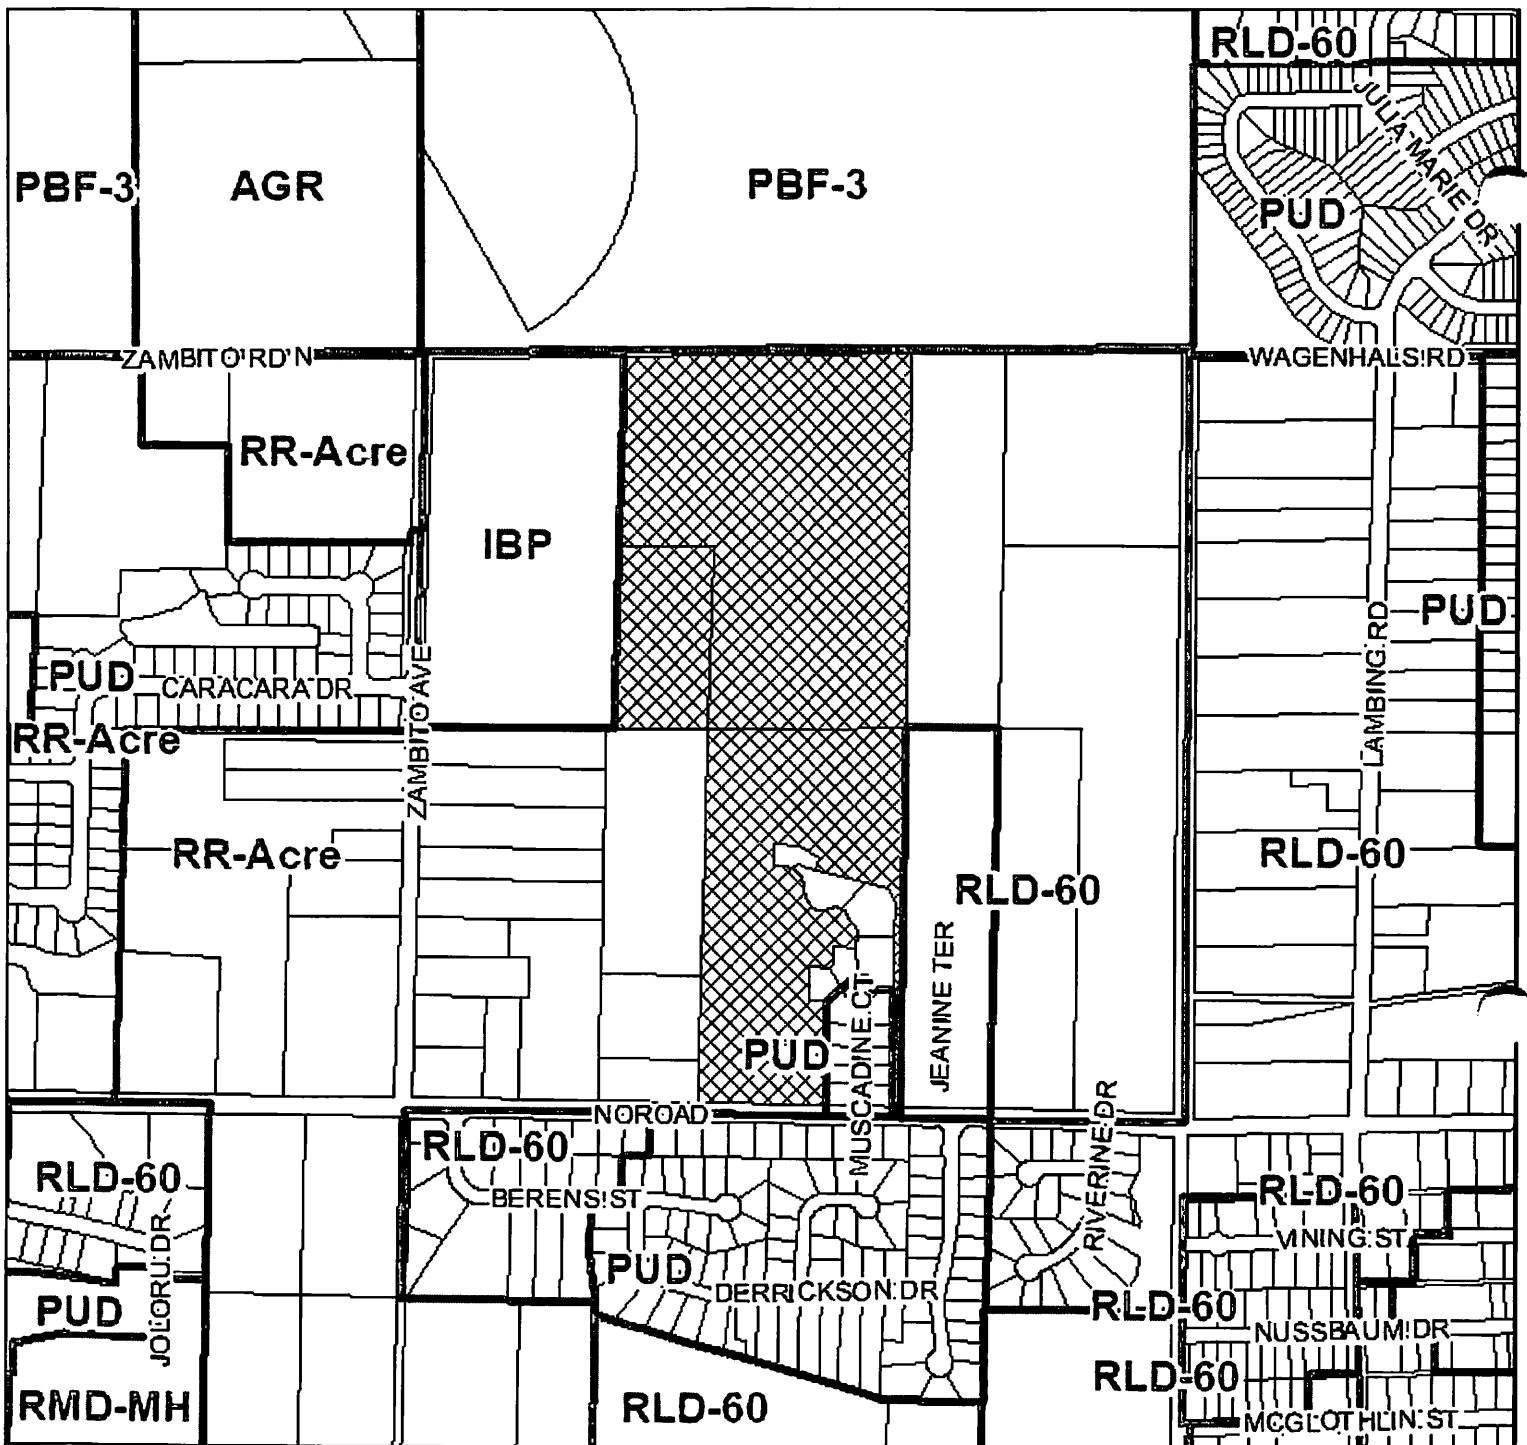 RLD-60
JULIA MARIE DR
PBF-3
AGR
PBF-3
PUD
ZAMBITO RD N
WAGENHALS RD
RR-Acre
IBP
PUD
LAMBING RD
PUD
CARACARA DR
ZAMBITO AVE
RR-Acre
RR-Acre
RLD-60
RLD-60
JEANINE TER
MUSCADINE CT
PUD
NOROAD
RIVERINE DR
RLD-60
RLD-60
BERENS ST
RLD-60
VINING ST
JOLORU DR
PUD
DERRICKSON DR
PUD
RLD-60
NUSSBAUM DR
RLD-60
RMD-MH
RLD-60
MCGLOTHLIN ST